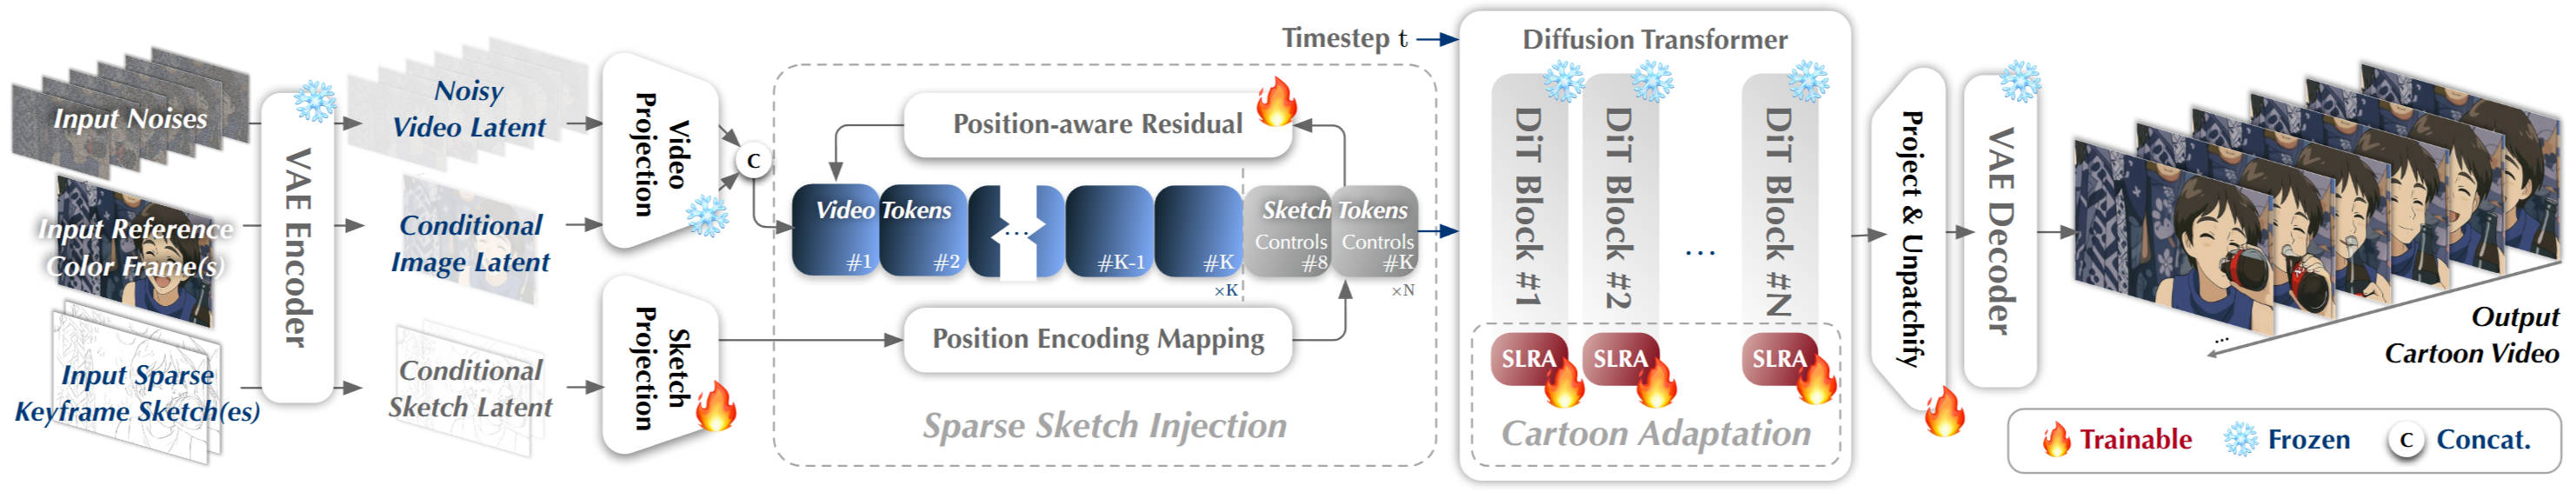 Input Noises
Input Reference
Color Frame(s)
Input Sparse
Keyframe Sketch(es)
VAE Encoder
Noisy
Video Latent
Conditional
Image Latent
Conditional
Sketch Latent
Video
Projection
Sketch
Projection
C
Position-aware Residual
Video Tokens
#1
#2
...
#K-1
#K
×K
Sketch Tokens
Controls
#8
Controls
#K
×N
Position Encoding Mapping
Sparse Sketch Injection
Timestep t
Diffusion Transformer
DiT Block #1
DiT Block #2
...
DiT Block #N
SLRA
SLRA
SLRA
Cartoon Adaptation
Project & Unpatchify
VAE Decoder
...
Output
Cartoon Video
Trainable
Frozen
C
Concat.